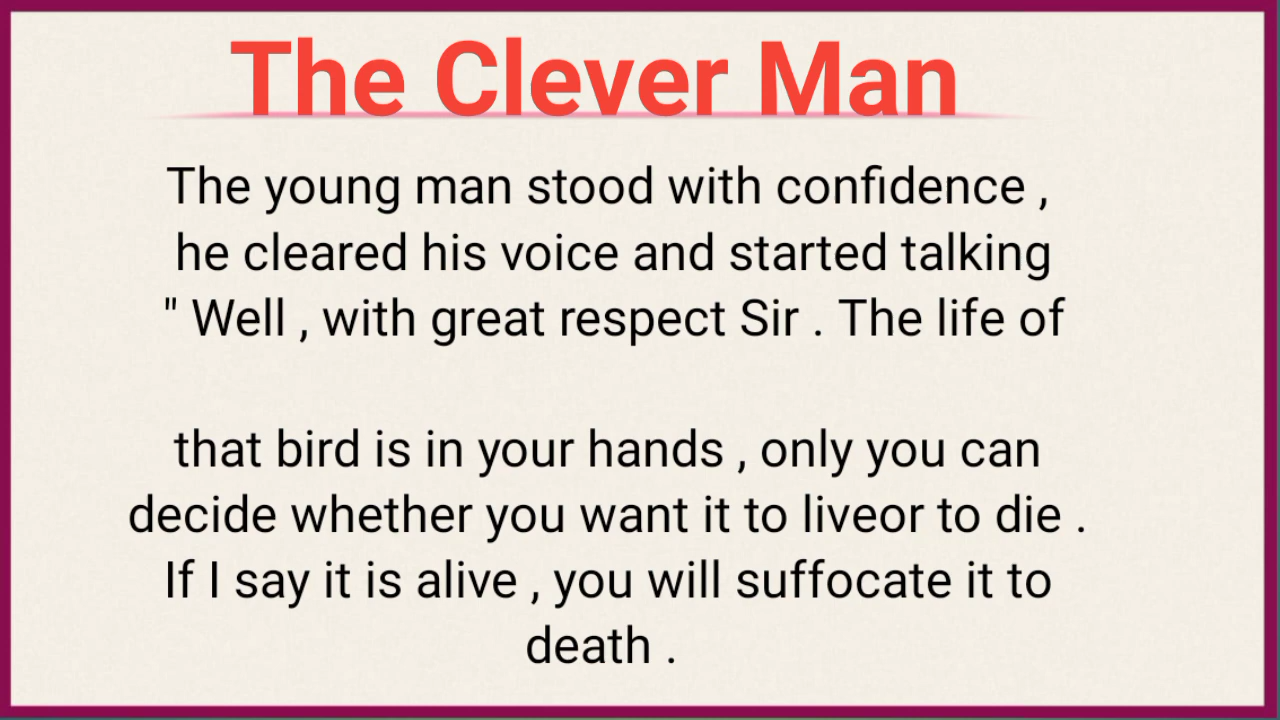 The Clever Man
The young man stood with confidence ,
he cleared his voice and started talking
" Well , with great respect Sir . The life of
that bird is in your hands , only you can
decide whether you want it to liveor to die .
If I say it is alive , you will suffocate it to
death .